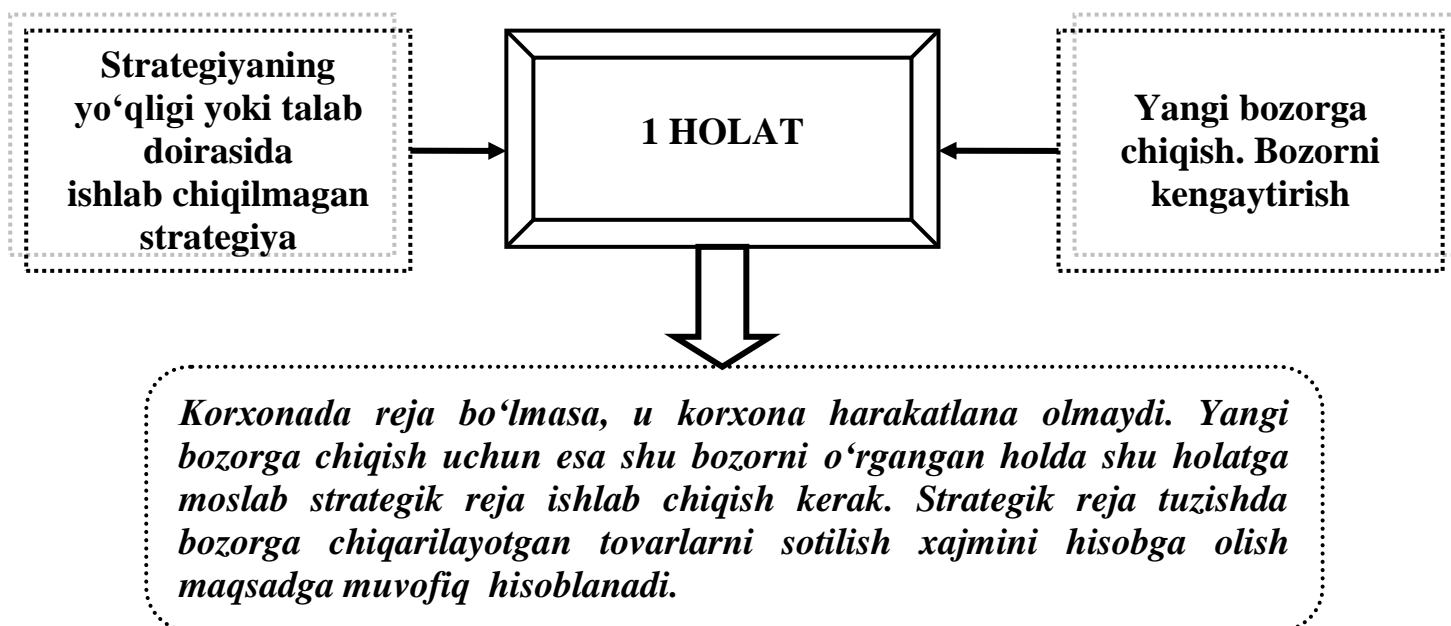 Strategiyaning
yo‘qligi yoki talab
doirasida
ishlab chiqilmagan
strategiya
1 HOLAT
Yangi bozorga
chiqish. Bozorni
kengaytirish
Korxonada reja bo‘lmasa, u korxona harakatlana olmaydi. Yangi
bozorga chiqish uchun esa shu bozorni o‘rgangan holda shu holatga
moslab strategik reja ishlab chiqish kerak. Strategik reja tuzishda
bozorga chiqarilayotgan tovarlarni sotilish xajmini hisobga olish
maqsadga muvofiq hisoblanadi.